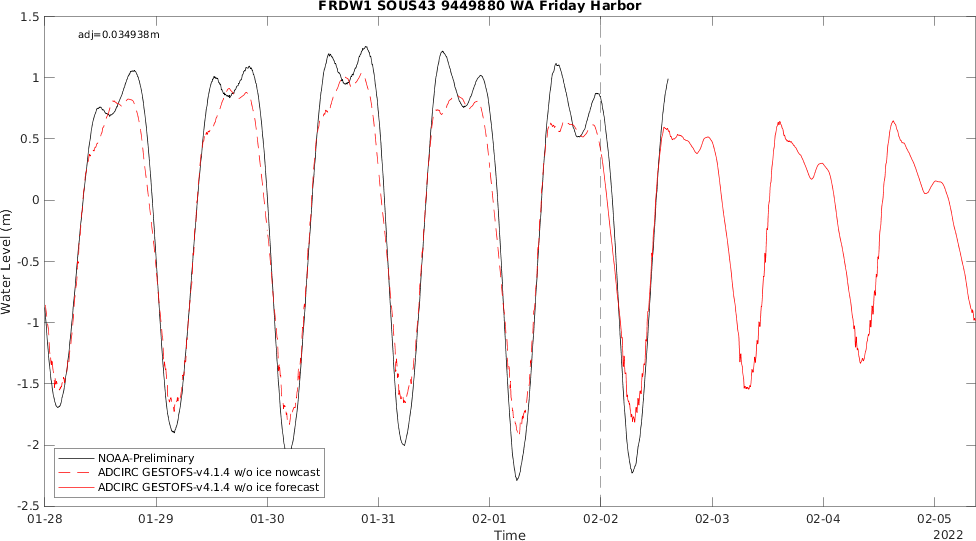 FRDW1 SOUS43 9449880 WA Friday Harbor
1.5
adj=0.034938m
1
0.5
0
-0.5
-1
-1.5
-2
-2.5
Water Level (m)
NOAA-Preliminary
ADCIRC GESTOFS-v4.1.4 w/o ice nowcast
ADCIRC GESTOFS-v4.1.4 w/o ice forecast
01-28 01-29 01-30 01-31 02-01 02-02 02-03 02-04 02-05
Time
2022